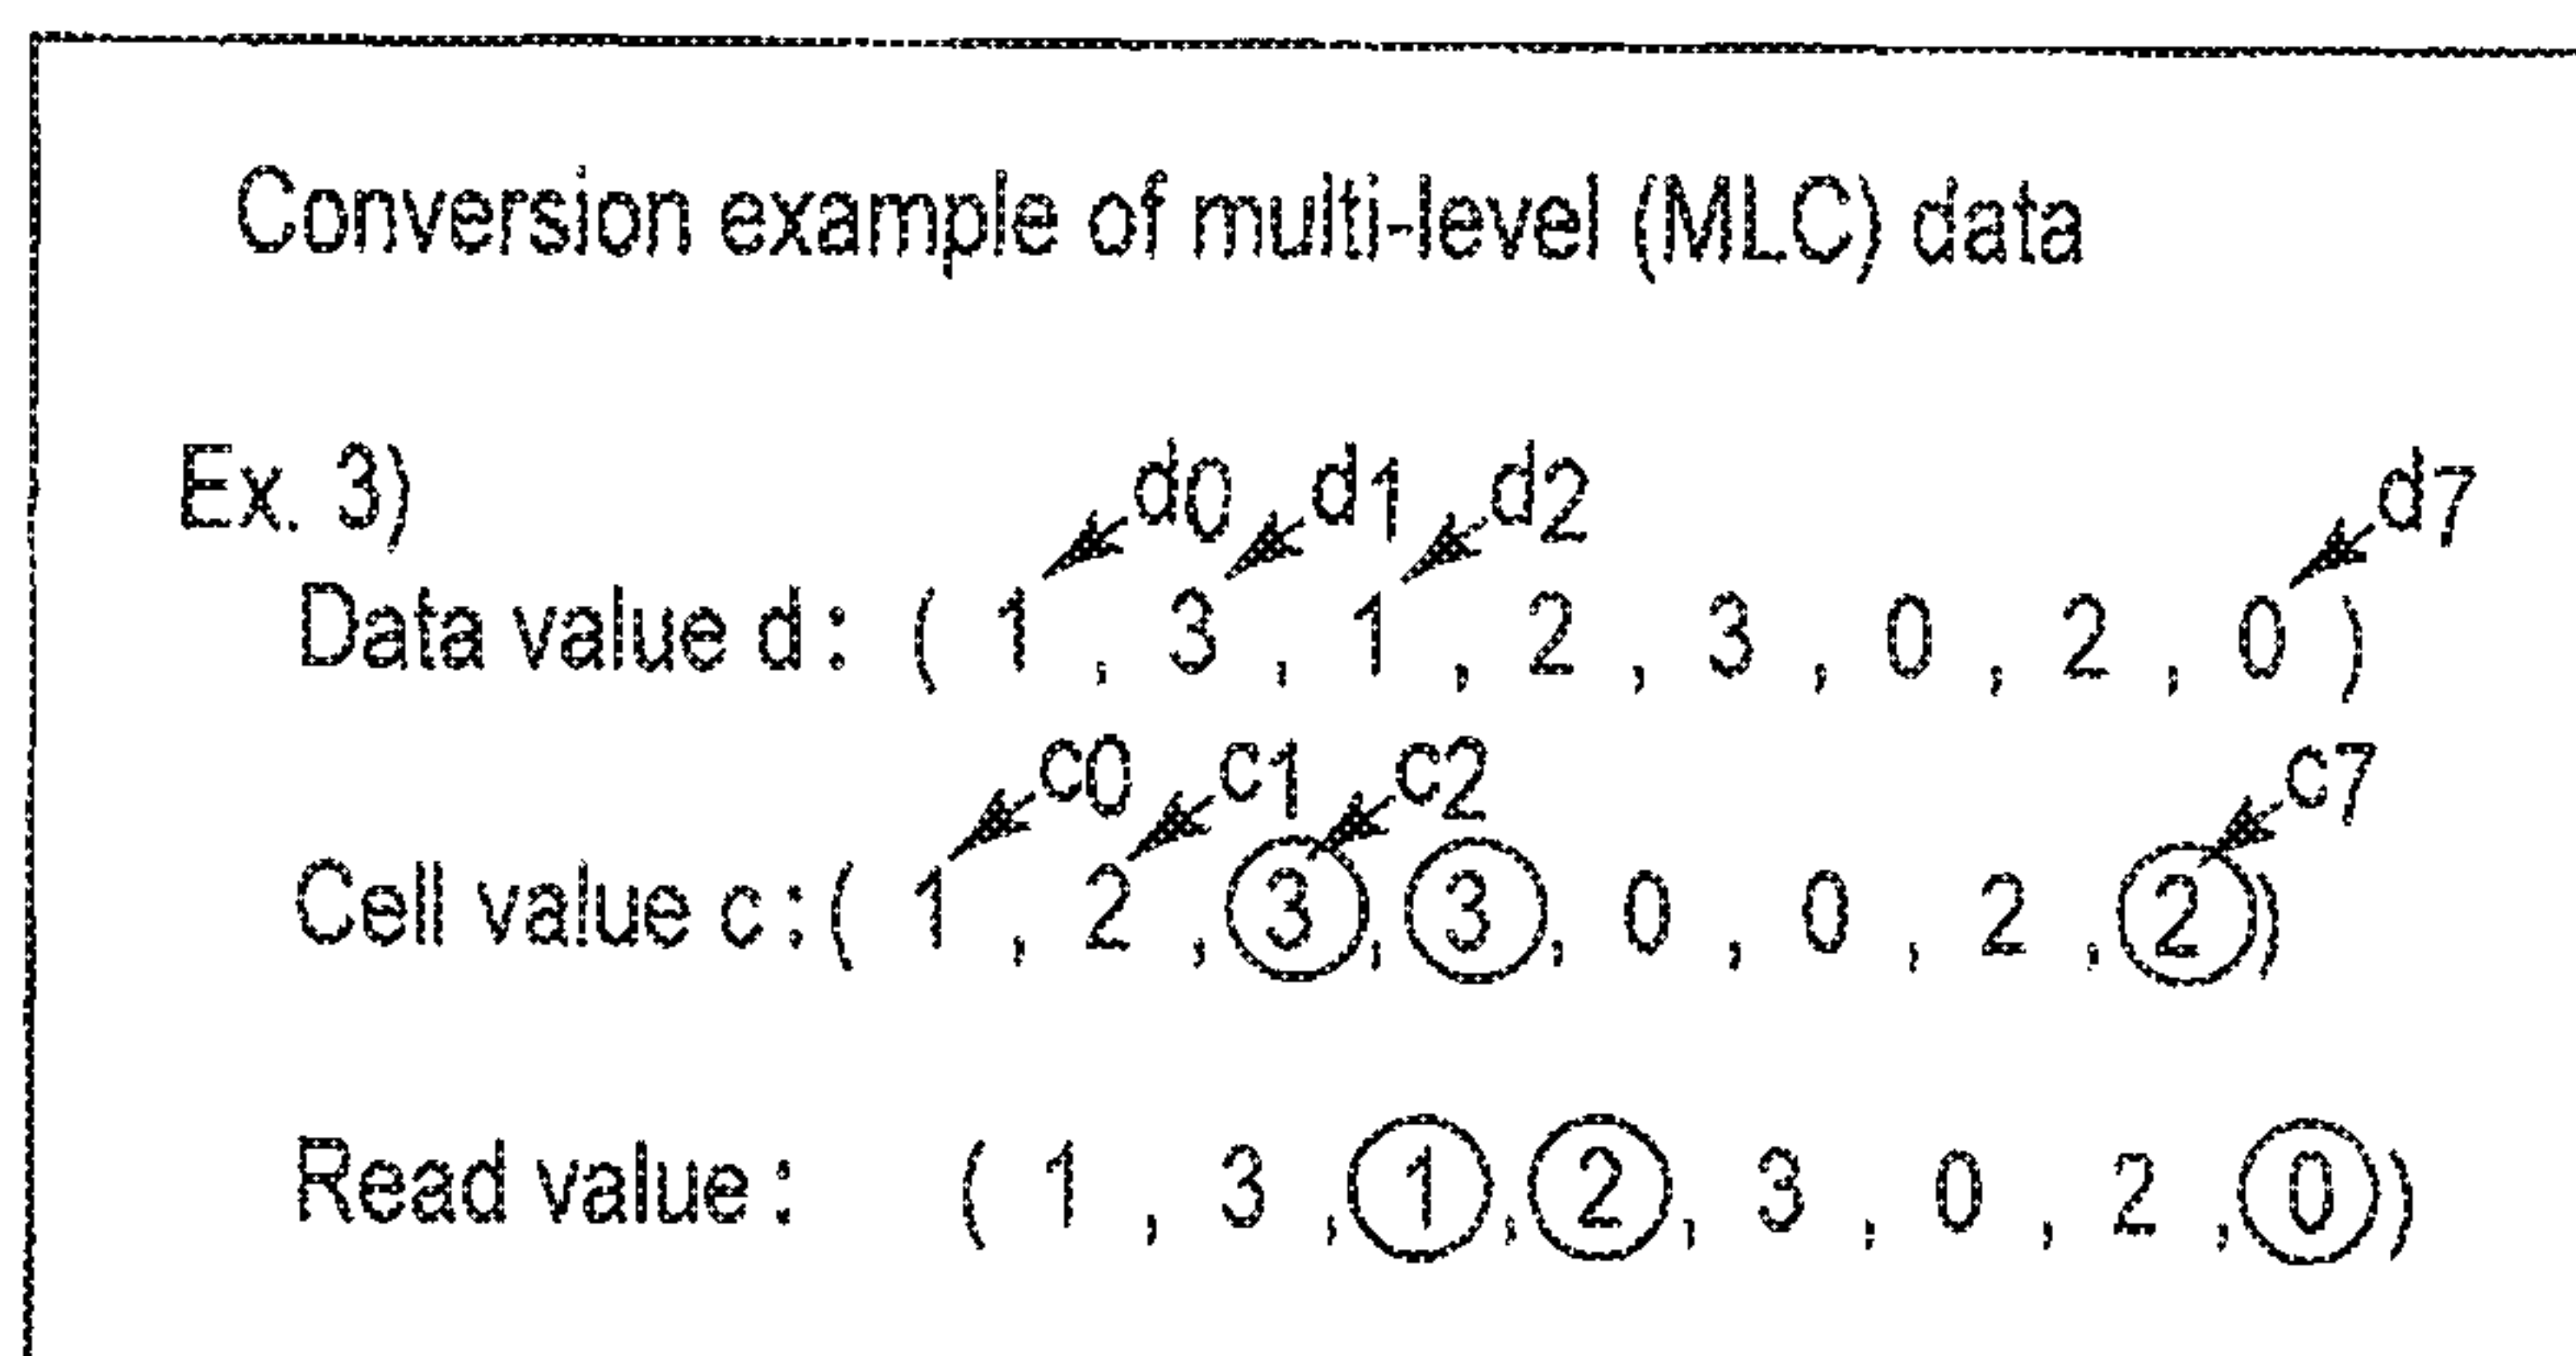 Conversion example of multi-level (MLC) data
Ex. 3)
d0 d1 d2 d7
Data value d : ( 1 , 3 , 1 , 2 , 3 , 0 , 2 , 0 )
c0 c1 c2 c7
Cell value c : ( 1 , 2 , 3 , 3 , 0 , 0 , 2 , 2 )
Read value : ( 1 , 3 , 1 , 2 , 3 , 0 , 2 , 0 )